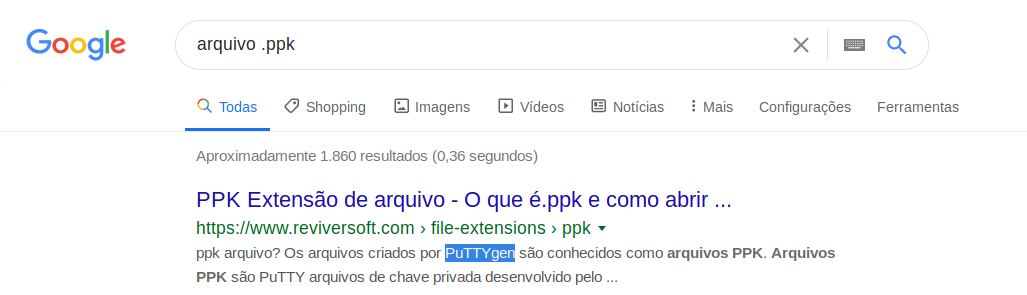 Google
arquivo .ppk
Todas Shopping Imagens Vídeos Notícias Mais Configurações Ferramentas
Aproximadamente 1.860 resultados (0,36 segundos)
PPK Extensão de arquivo - O que é.ppk e como abrir ...
https://www.reviversoft.com › file-extensions › ppk
ppk arquivo? Os arquivos criados por PuTTYgen são conhecidos como arquivos PPK. Arquivos
PPK são PuTTY arquivos de chave privada desenvolvido pelo ...